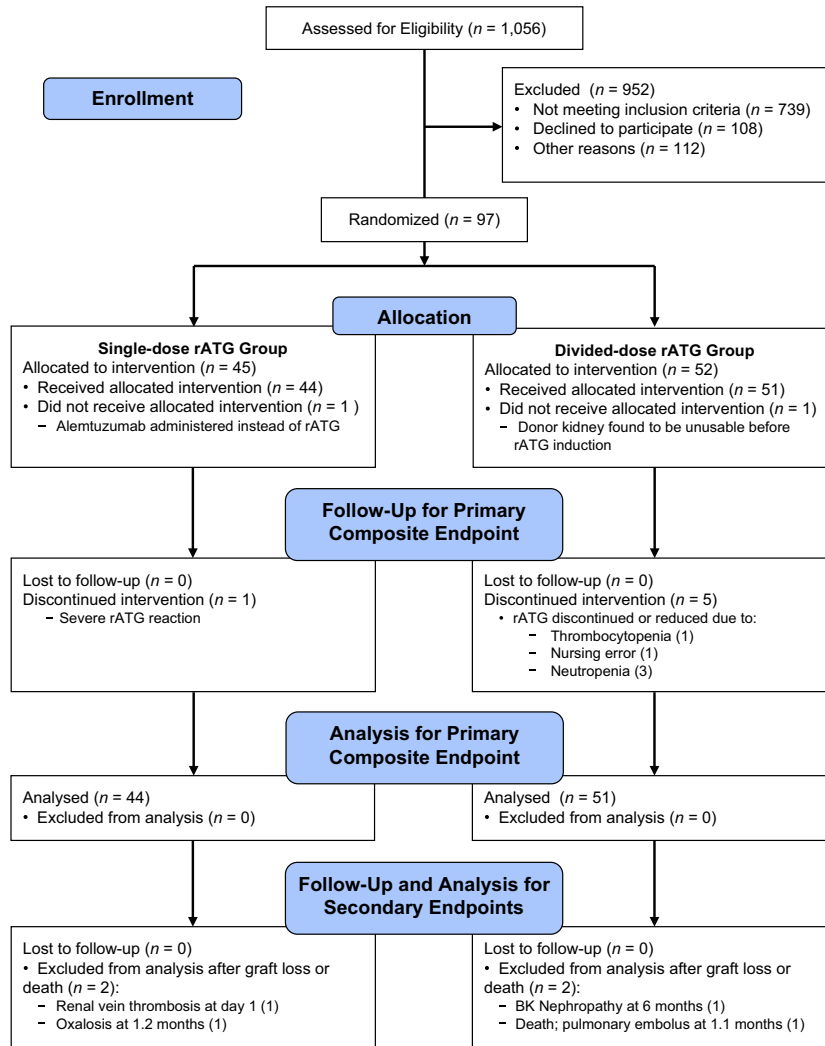 Assessed for Eligibility (n = 1,056)
Enrollment
Excluded (n = 952)
• Not meeting inclusion criteria (n = 739)
• Declined to participate (n = 108)
• Other reasons (n = 112)
Randomized (n = 97)
Allocation
Single-dose rATG Group
Allocated to intervention (n = 45)
• Received allocated intervention (n = 44)
• Did not receive allocated intervention (n = 1 )
− Alemtuzumab administered instead of rATG
Divided-dose rATG Group
Allocated to intervention (n = 52)
• Received allocated intervention (n = 51)
• Did not receive allocated intervention (n = 1)
− Donor kidney found to be unusable before
rATG induction
Follow-Up for Primary
Composite Endpoint
Lost to follow-up (n = 0)
Discontinued intervention (n = 1)
− Severe rATG reaction
Lost to follow-up (n = 0)
Discontinued intervention (n = 5)
• rATG discontinued or reduced due to:
− Thrombocytopenia (1)
− Nursing error (1)
− Neutropenia (3)
Analysis for Primary
Composite Endpoint
Analysed (n = 44)
• Excluded from analysis (n = 0)
Analysed (n = 51)
• Excluded from analysis (n = 0)
Follow-Up and Analysis for
Secondary Endpoints
Lost to follow-up (n = 0)
• Excluded from analysis after graft loss or
death (n = 2):
− Renal vein thrombosis at day 1 (1)
− Oxalosis at 1.2 months (1)
Lost to follow-up (n = 0)
• Excluded from analysis after graft loss or
death (n = 2):
− BK Nephropathy at 6 months (1)
− Death; pulmonary embolus at 1.1 months (1)